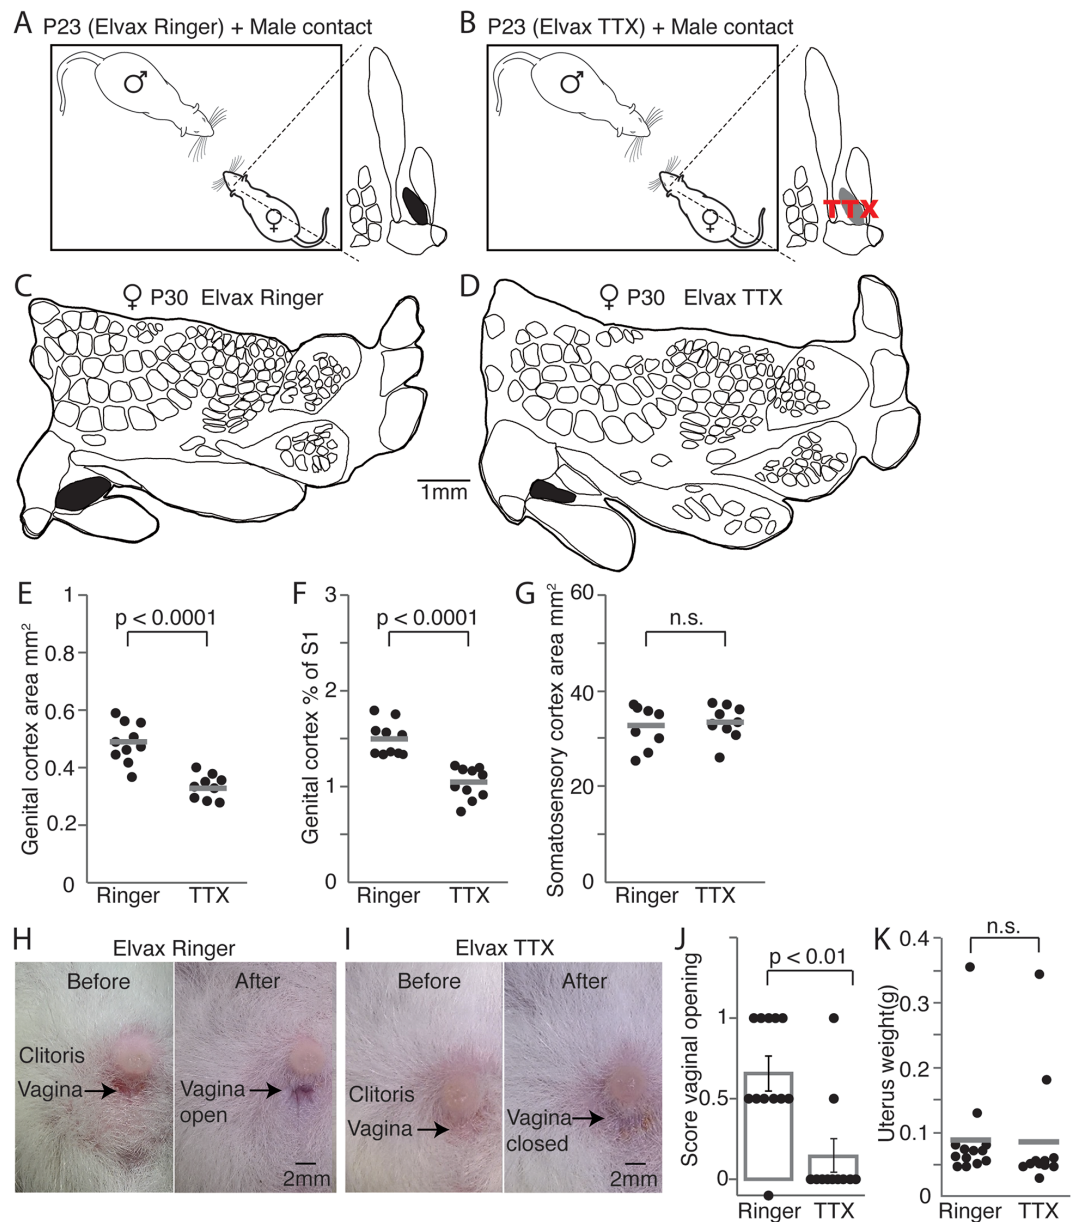 A P23 (Elvax Ringer) + Male contact
♂
♀
B P23 (Elvax TTX) + Male contact
♂
♀
TTX
C ♀ P30 Elvax Ringer
D ♀ P30 Elvax TTX
1mm
E
Genital cortex area mm²
1
0.8
0.6
0.4
0.2
0
p < 0.0001
Ringer TTX
F
Genital cortex % of S1
3
2
1
0
p < 0.0001
Ringer TTX
G
Somatosensory cortex area mm²
60
40
20
0
n.s.
Ringer TTX
H Elvax Ringer
Before After
Clitoris
Vagina
Vagina
open
2mm
I Elvax TTX
Before After
Clitoris
Vagina
Vagina
closed
2mm
J
Score vaginal opening
1
0.5
0
p < 0.01
Ringer TTX
K
Uterus weight(g)
0.4
0.3
0.2
0.1
0
n.s.
Ringer TTX